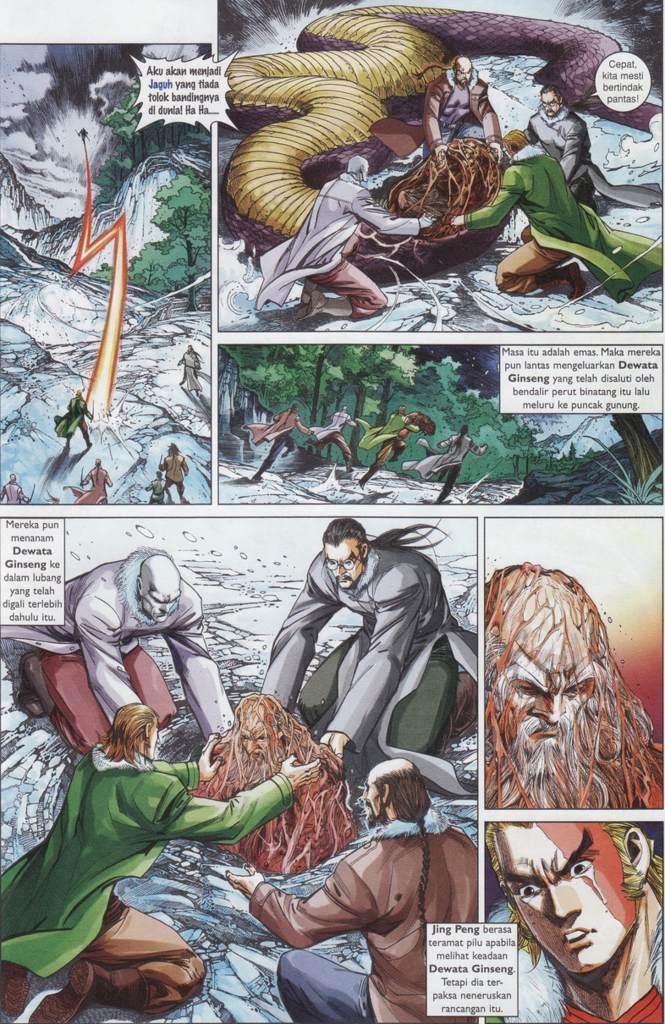 Aku akan menjadi
Jaguh yang tiada
tolok bandingnya
di dunia! Ha Ha....
Cepat,
kita mesti
bertindak
pantas!
Masa itu adalah emas. Maka mereka
pun lantas mengeluarkan Dewata
Ginseng yang telah disaluti oleh
bendalir perut binatang itu lalu
meluru ke puncak gunung.
Mereka pun
menanam
Dewata
Ginseng ke
dalam lubang
yang telah
digali terlebih
dahulu itu.
Jing Peng berasa
teramat pilu apabila
melihat keadaan
Dewata Ginseng.
Tetapi dia ter-
paksa neneruskan
rancangan itu.